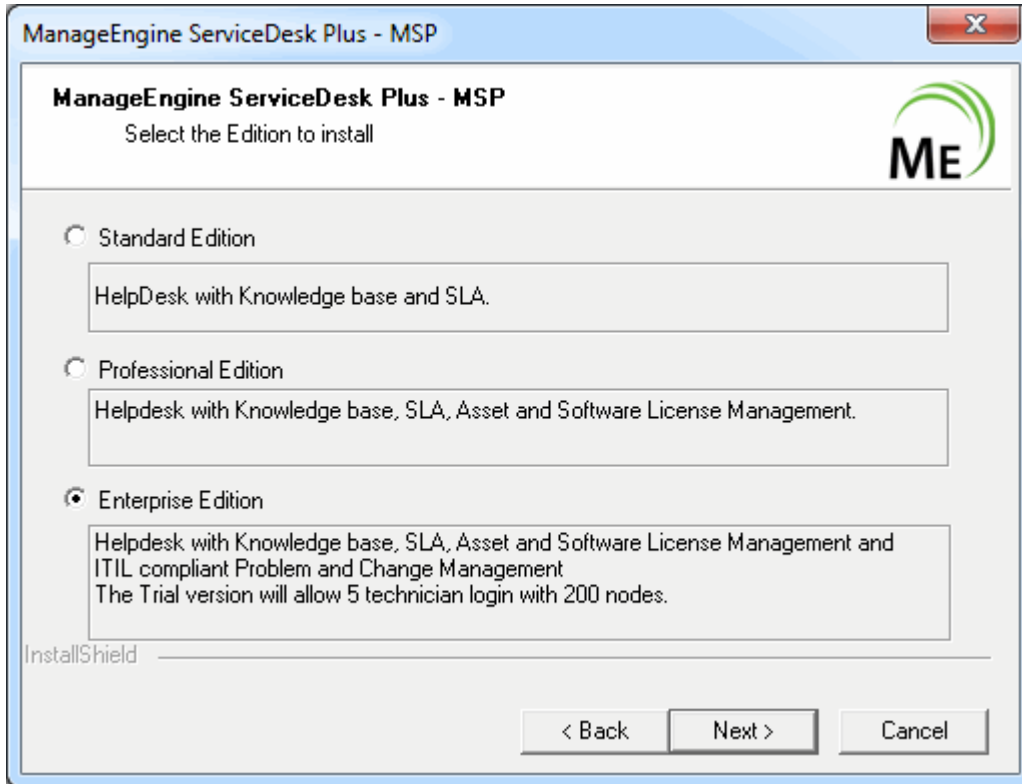 ManageEngine ServiceDesk Plus - MSP
ManageEngine ServiceDesk Plus - MSP
Select the Edition to install
ME
Standard Edition
HelpDesk with Knowledge base and SLA.
Professional Edition
Helpdesk with Knowledge base, SLA, Asset and Software License Management.
Enterprise Edition
Helpdesk with Knowledge base, SLA, Asset and Software License Management and
ITIL compliant Problem and Change Management
The Trial version will allow 5 technician login with 200 nodes.
InstallShield
< Back Next > Cancel